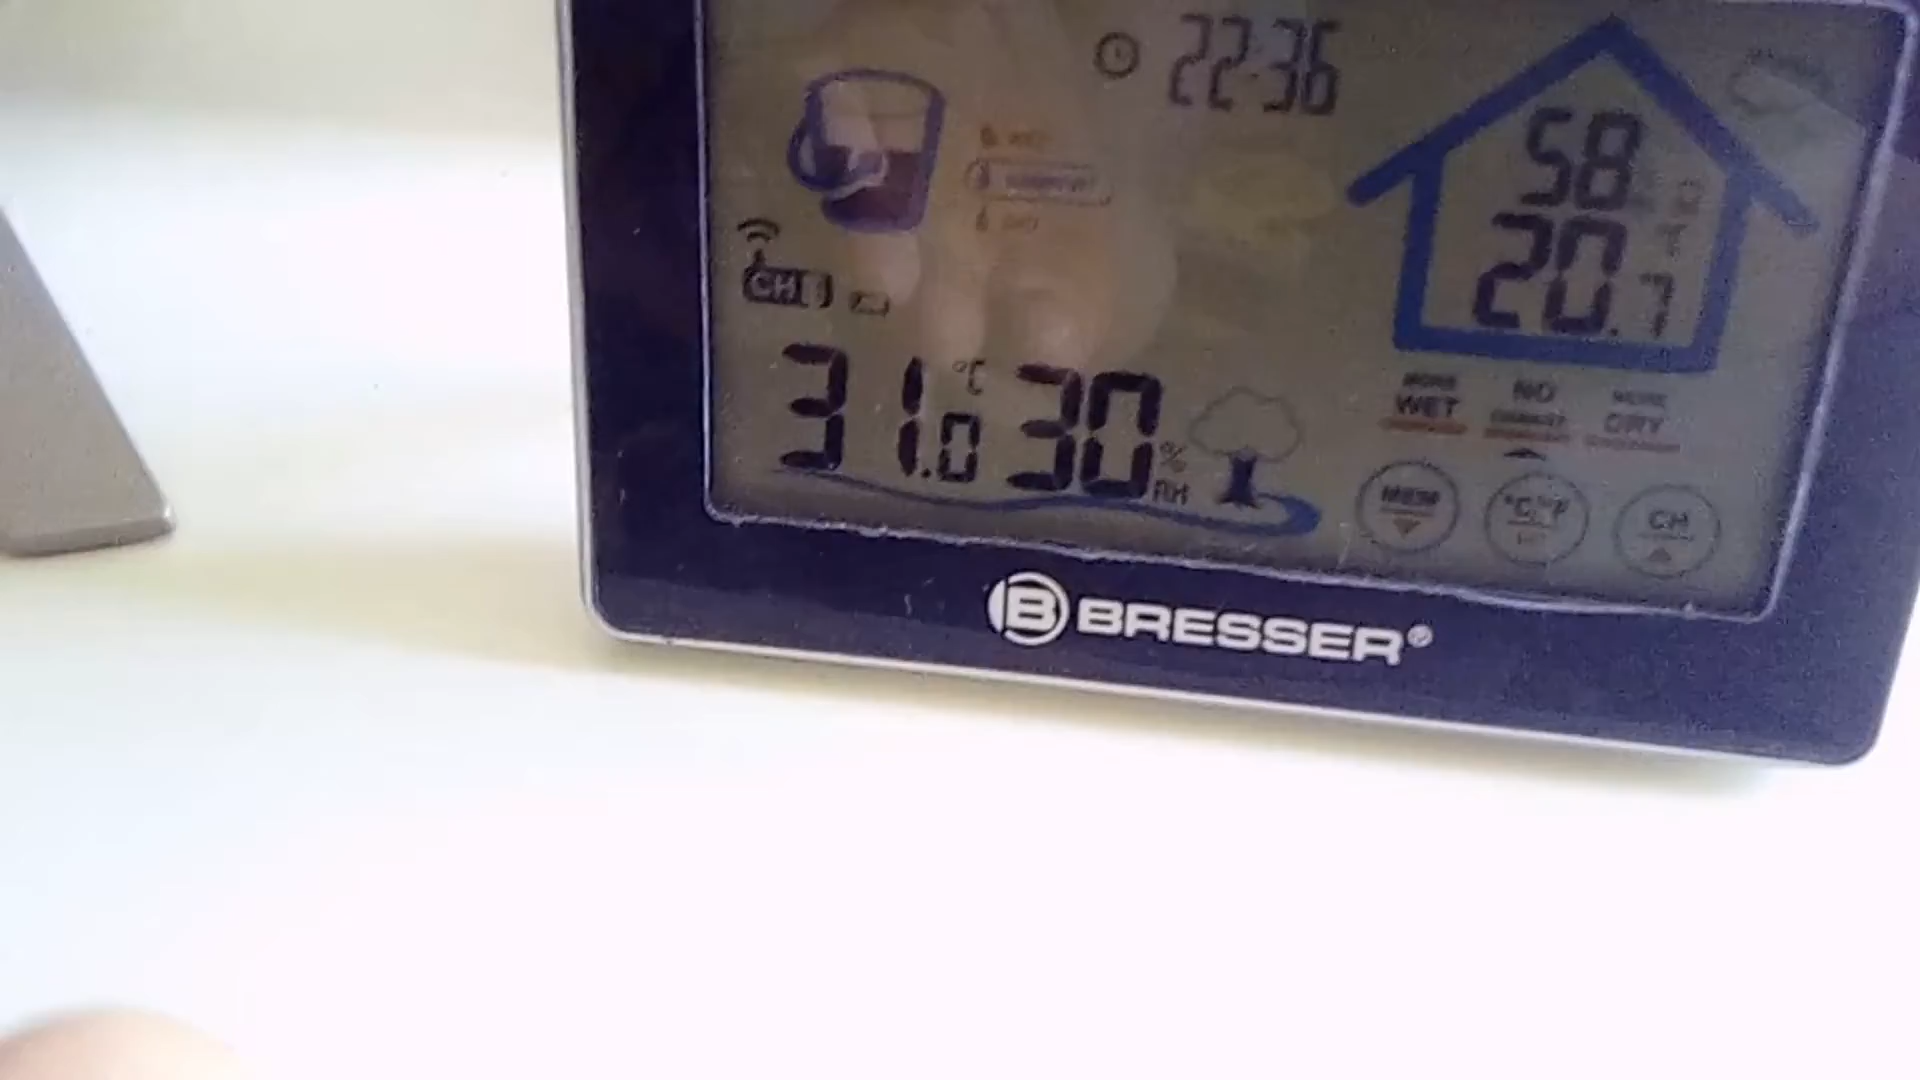 22:36
58
20.7
CH 1
31.0 °C 30 % RH
MORE WET
NO
MORE DRY
MEM
°C/°F
CH
B BRESSER®